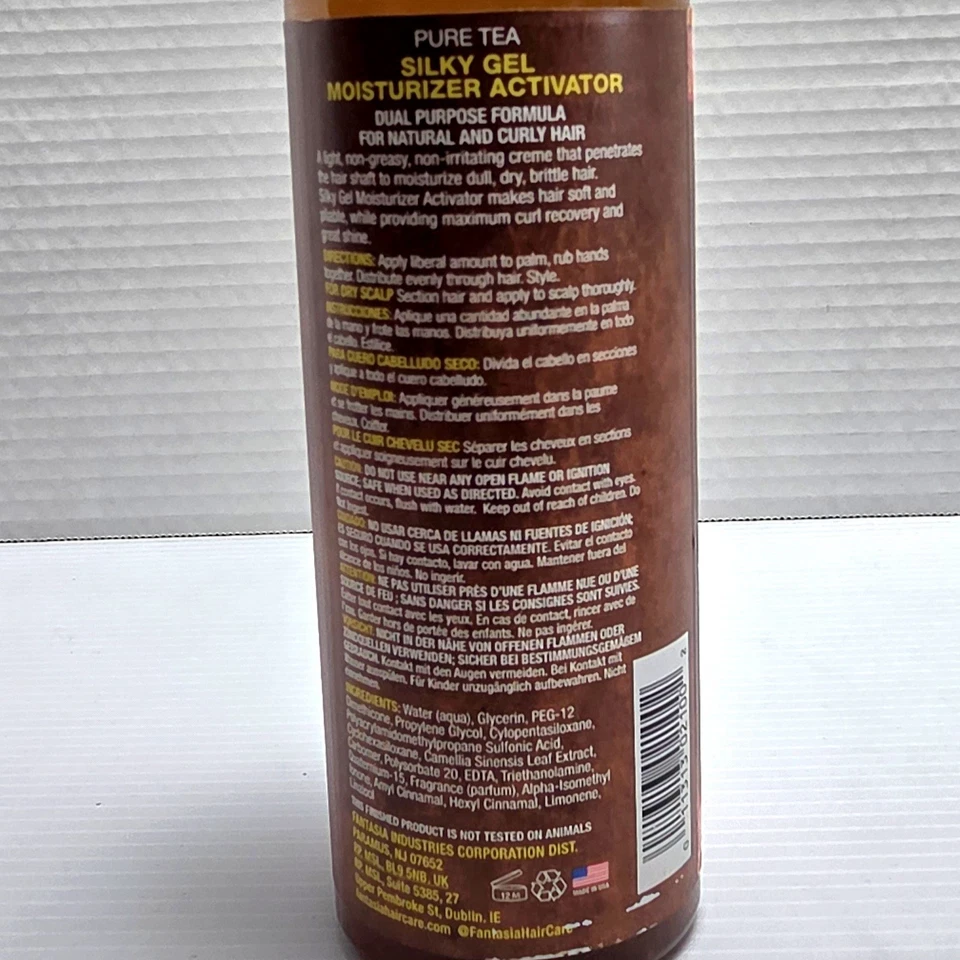 PURE TEA
SILKY GEL
MOISTURIZER ACTIVATOR
DUAL PURPOSE FORMULA
FOR NATURAL AND CURLY HAIR
A light, non-greasy, non-irritating creme that penetrates
the hair shaft to moisturize dull, dry, brittle hair.
Silky Gel Moisturizer Activator makes hair soft and
pliable, while providing maximum curl recovery and
great shine.
DIRECTIONS: Apply liberal amount to palm, rub hands
together. Distribute evenly through hair. Style.
FOR DRY SCALP Section hair and apply to scalp thoroughly.
INSTRUCCIONES: Aplique una cantidad abundante en la palma
de la mano y frote las manos. Distribuya uniformemente en todo
el cabello. Estilice.
PARA CUERO CABELLUDO SECO: Divida el cabello en secciones
y aplique a todo el cuero cabelludo.
MODE D'EMPLOI: Appliquer généreusement dans la paume
et se frotter les mains. Distribuer uniformément dans les
cheveux. Coiffer.
POUR LE CUIR CHEVELU SEC Séparer les cheveux en sections
et appliquer soigneusement sur le cuir chevelu.
CAUTION: DO NOT USE NEAR ANY OPEN FLAME OR IGNITION
SOURCE; SAFE WHEN USED AS DIRECTED. Avoid contact with eyes.
If contact occurs, flush with water. Keep out of reach of children. Do
Not Ingest.
CUIDADO: NO USAR CERCA DE LLAMAS NI FUENTES DE IGNICIÓN;
ES SEGURO CUANDO SE USA CORRECTAMENTE. Evitar el contacto
con los ojos. Si hay contacto, lavar con agua. Mantener fuera del
alcance de los niños. No ingerir.
ATTENTION: NE PAS UTILISER PRÈS D'UNE FLAMME NUE OU D'UNE
SOURCE DE FEU ; SANS DANGER SI LES CONSIGNES SONT SUIVIES.
Éviter tout contact avec les yeux. En cas de contact, rincer avec de
l'eau. Garder hors de portée des enfants. Ne pas ingérer.
VORSICHT: NICHT IN DER NÄHE VON OFFENEN FLAMMEN ODER
ZÜNDQUELLEN VERWENDEN; SICHER BEI BESTIMMUNGSGEMÄßEM
GEBRAUCH. Kontakt mit den Augen vermeiden. Bei Kontakt mit
Wasser ausspülen. Für Kinder unzugänglich aufbewahren. Nicht
einnehmen.
INGREDIENTS: Water (aqua), Glycerin, PEG-12
Dimethicone, Propylene Glycol, Cylopentasiloxane,
Polyacrylamidomethylpropane Sulfonic Acid,
Cyclohexasiloxane, Camellia Sinensis Leaf Extract,
Carbomer, Polysorbate 20, EDTA, Triethanolamine,
Quaternium-15, Fragrance (parfum), Alpha-Isomethyl
Ionone, Amyl Cinnamal, Hexyl Cinnamal, Limonene,
Linalool
THIS FINISHED PRODUCT IS NOT TESTED ON ANIMALS
FANTASIA INDUSTRIES CORPORATION DIST.
PARAMUS, NJ 07652
RP. MSL, BL9 5NB, UK
RP. MSL, Suite 5385, 27
Upper Pembroke St, Dublin, IE
fantasiahaircare.com @FantasiaHairCare
12 M
MADE IN USA
0 11313 02100 2